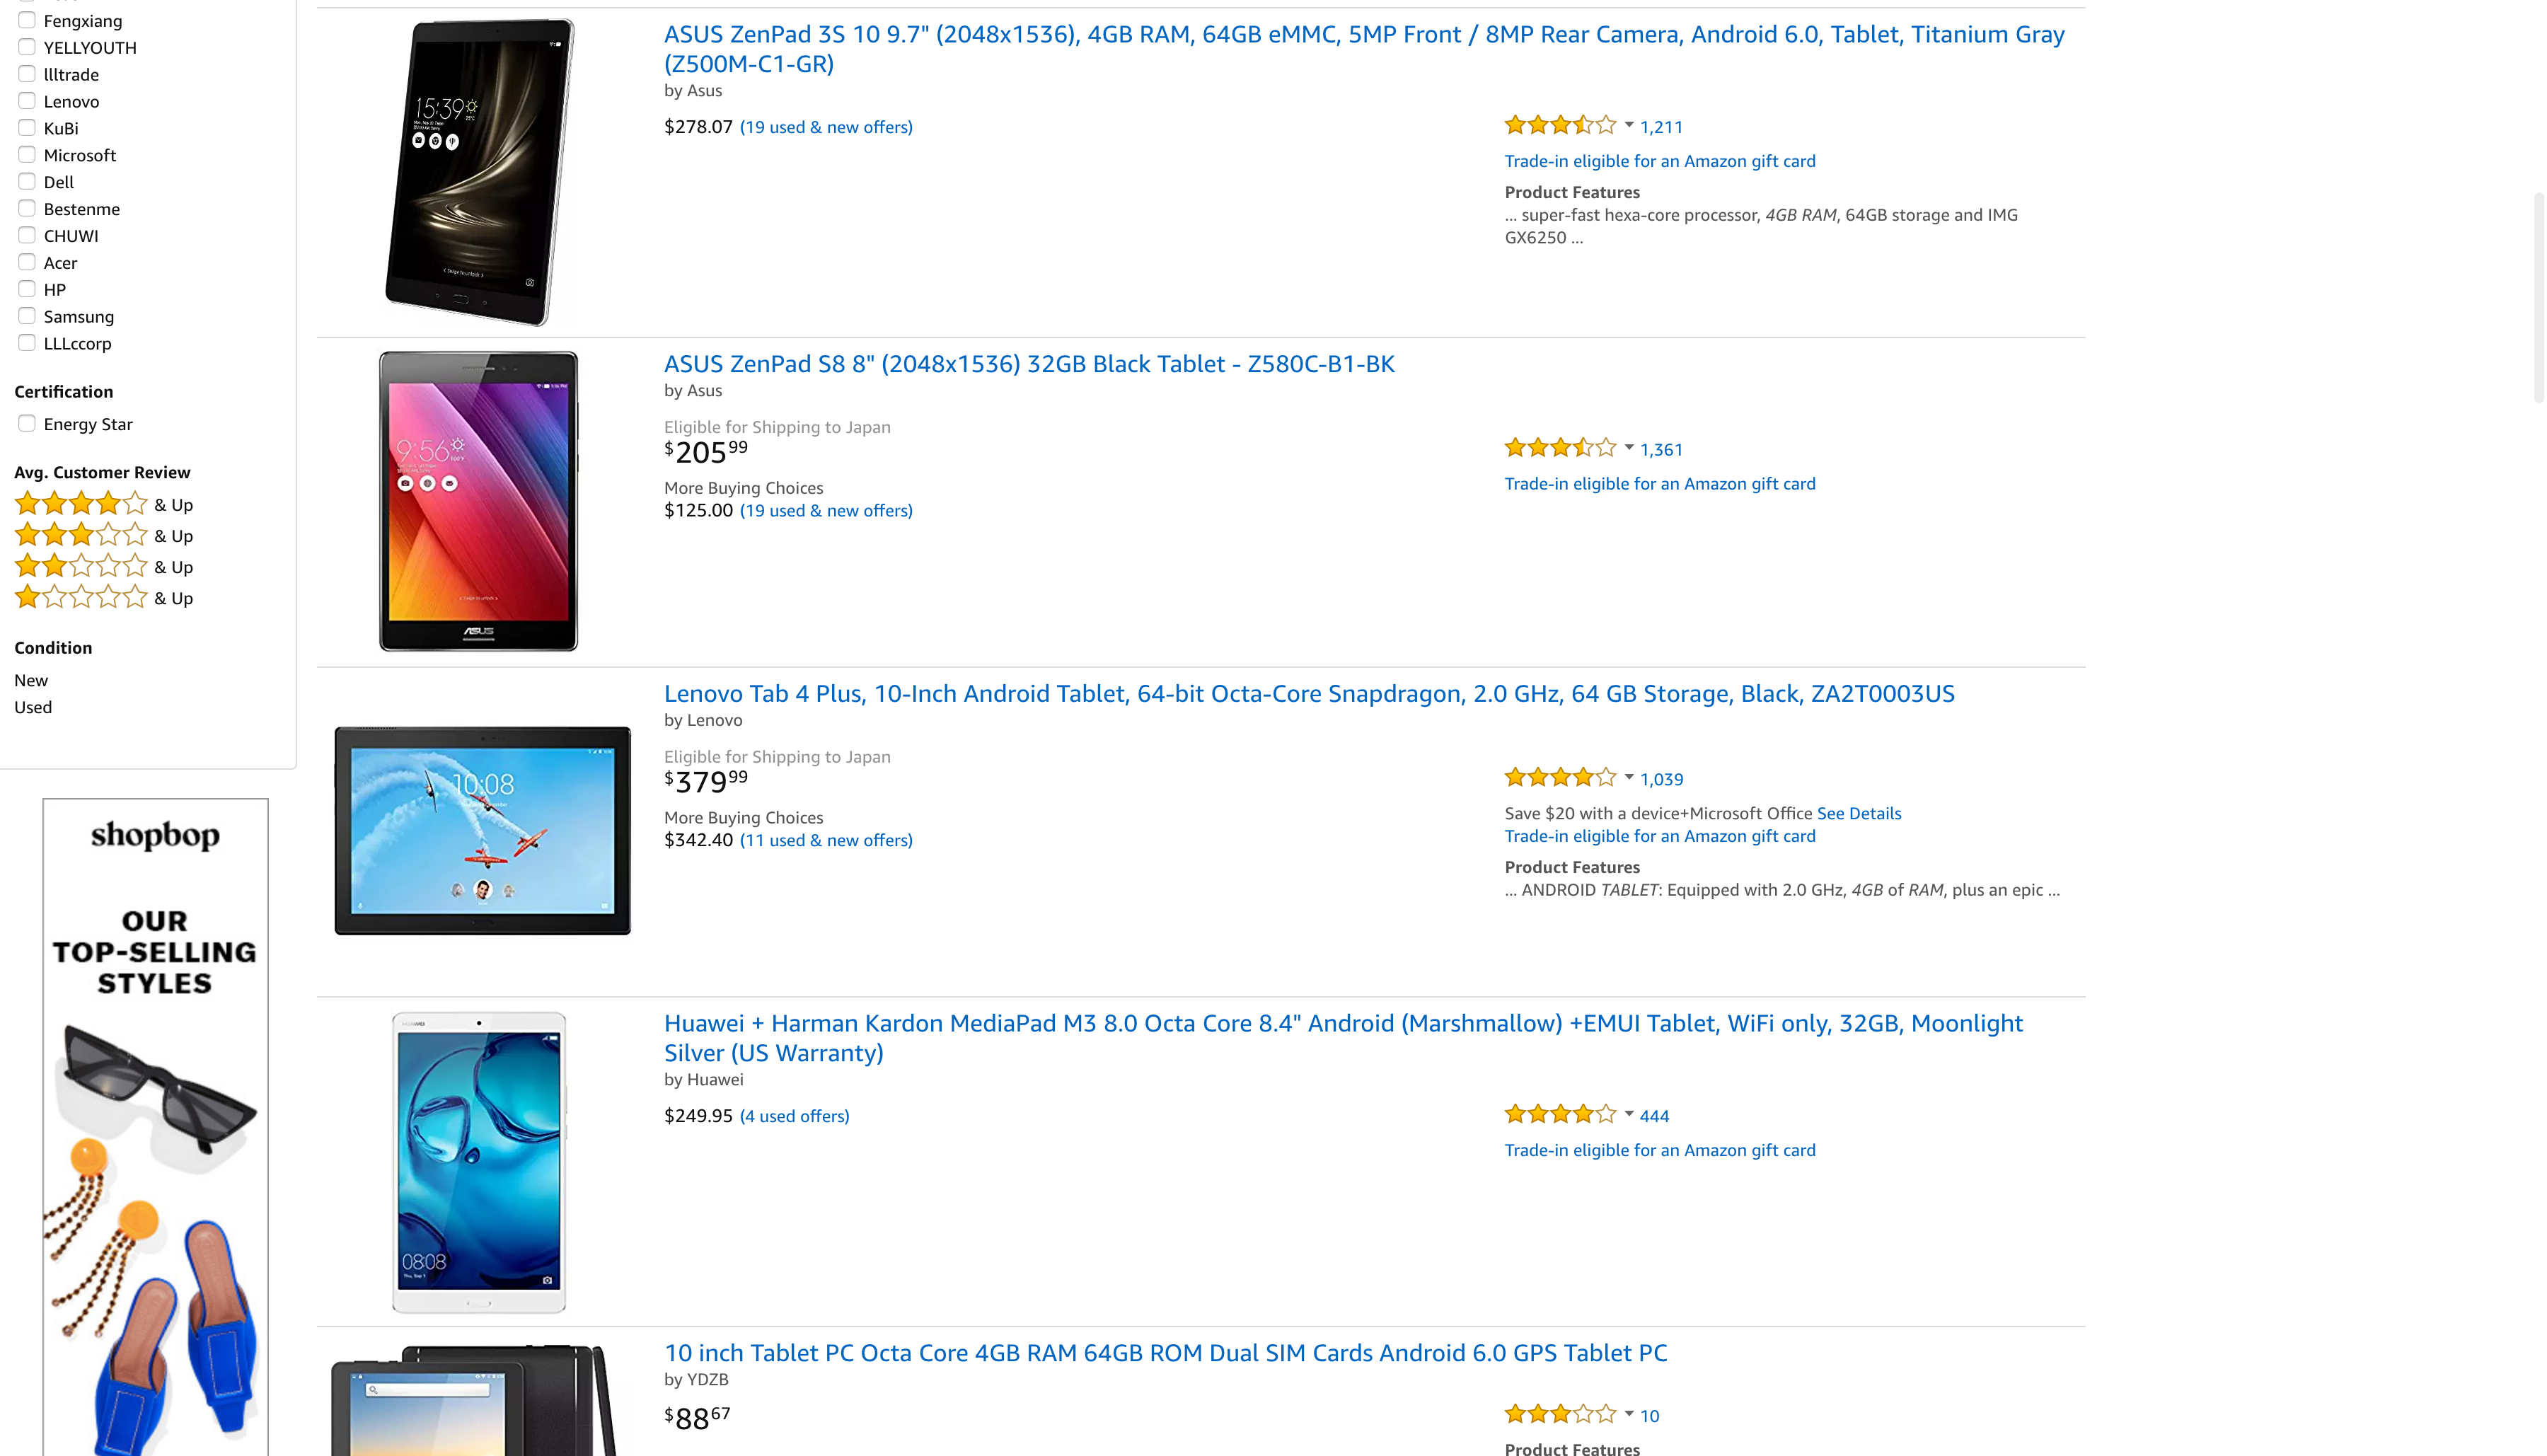 Fengxiang
YELLYOUTH
llltrade
Lenovo
KuBi
Microsoft
Dell
Bestenme
CHUWI
Acer
HP
Samsung
LLLccorp
Certification
Energy Star
Avg. Customer Review
& Up
& Up
& Up
& Up
Condition
New
Used
shopbop
OUR
TOP-SELLING
STYLES
15:39
Swipe to unlock
ASUS ZenPad 3S 10 9.7" (2048x1536), 4GB RAM, 64GB eMMC, 5MP Front / 8MP Rear Camera, Android 6.0, Tablet, Titanium Gray
(Z500M-C1-GR)
by Asus
$278.07 (19 used & new offers)
1,211
Trade-in eligible for an Amazon gift card
Product Features
... super-fast hexa-core processor, 4GB RAM, 64GB storage and IMG
GX6250 ...
9:56
ASUS
ASUS ZenPad S8 8" (2048x1536) 32GB Black Tablet - Z580C-B1-BK
by Asus
Eligible for Shipping to Japan
$205 99
More Buying Choices
$125.00 (19 used & new offers)
1,361
Trade-in eligible for an Amazon gift card
10:08
Lenovo Tab 4 Plus, 10-Inch Android Tablet, 64-bit Octa-Core Snapdragon, 2.0 GHz, 64 GB Storage, Black, ZA2T0003US
by Lenovo
Eligible for Shipping to Japan
$379 99
More Buying Choices
$342.40 (11 used & new offers)
1,039
Save $20 with a device+Microsoft Office See Details
Trade-in eligible for an Amazon gift card
Product Features
... ANDROID TABLET: Equipped with 2.0 GHz, 4GB of RAM, plus an epic ...
08:08
Huawei + Harman Kardon MediaPad M3 8.0 Octa Core 8.4" Android (Marshmallow) +EMUI Tablet, WiFi only, 32GB, Moonlight
Silver (US Warranty)
by Huawei
$249.95 (4 used offers)
444
Trade-in eligible for an Amazon gift card
10 inch Tablet PC Octa Core 4GB RAM 64GB ROM Dual SIM Cards Android 6.0 GPS Tablet PC
by YDZB
$88 67
10
Product Features